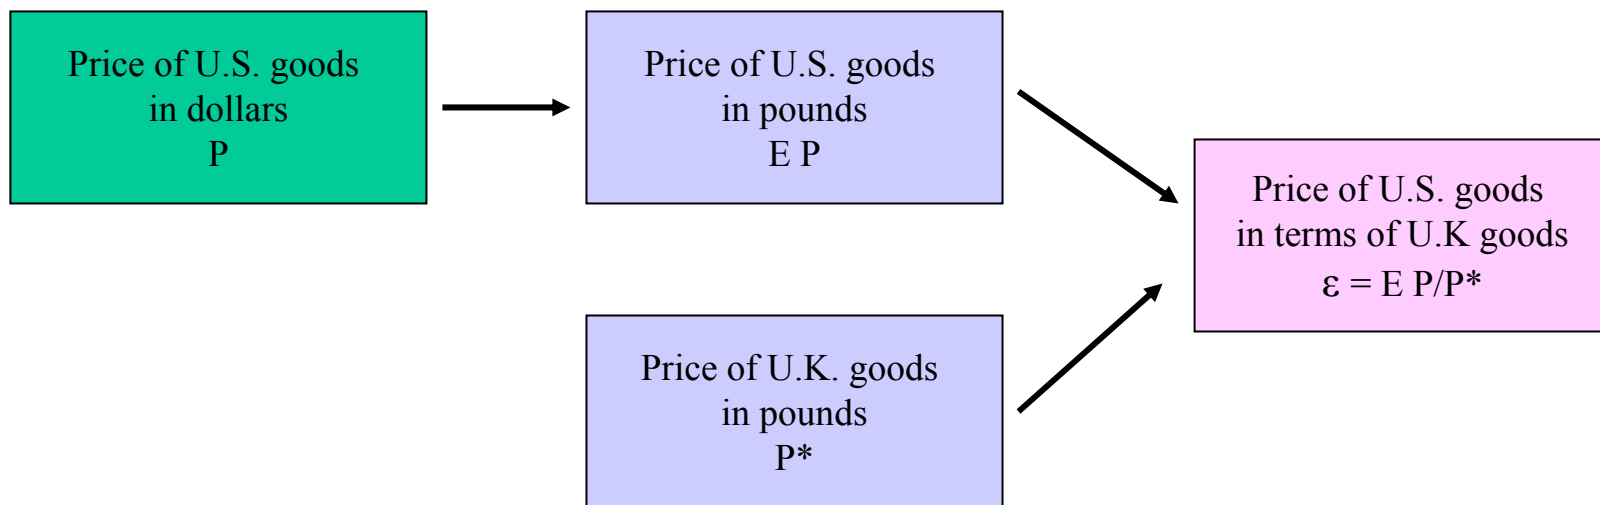 Price of U.S. goods
in dollars
P
Price of U.S. goods
in pounds
E P
Price of U.K. goods
in pounds
P*
Price of U.S. goods
in terms of U.K goods
ε = E P/P*